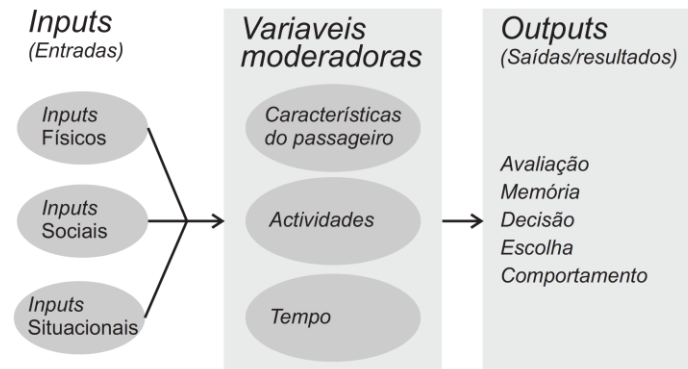 Inputs
(Entradas)
Inputs
Físicos
Inputs
Sociais
Inputs
Situacionais
Variaveis
moderadoras
Características
do passageiro
Actividades
Tempo
Outputs
(Saídas/resultados)
Avaliação
Memória
Decisão
Escolha
Comportamento